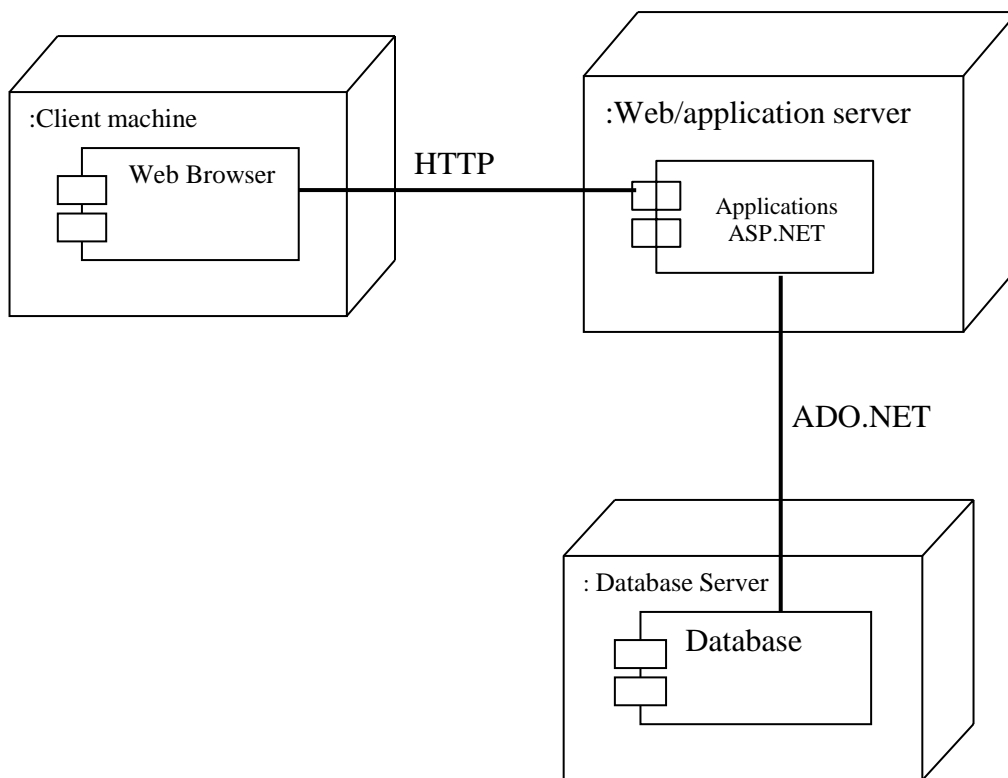 :Client machine
Web Browser
HTTP
:Web/application server
Applications
ASP.NET
ADO.NET
: Database Server
Database